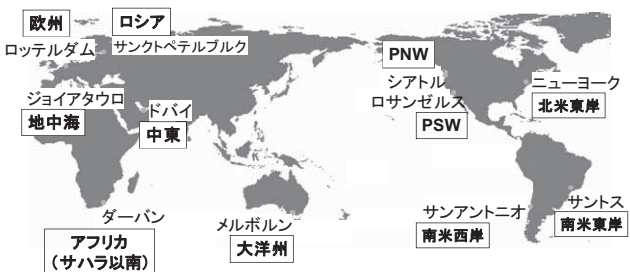 欧州
ロシア
ロッテルダム
サンクトペテルブルク
ジョイアタウロ
地中海
ドバイ
中東
ダーバン
アフリカ
（サハラ以南）
メルボルン
大洋州
PNW
シアトル
ロサンゼルス
PSW
ニューヨーク
北米東岸
サンアントニオ
南米西岸
サントス
南米東岸